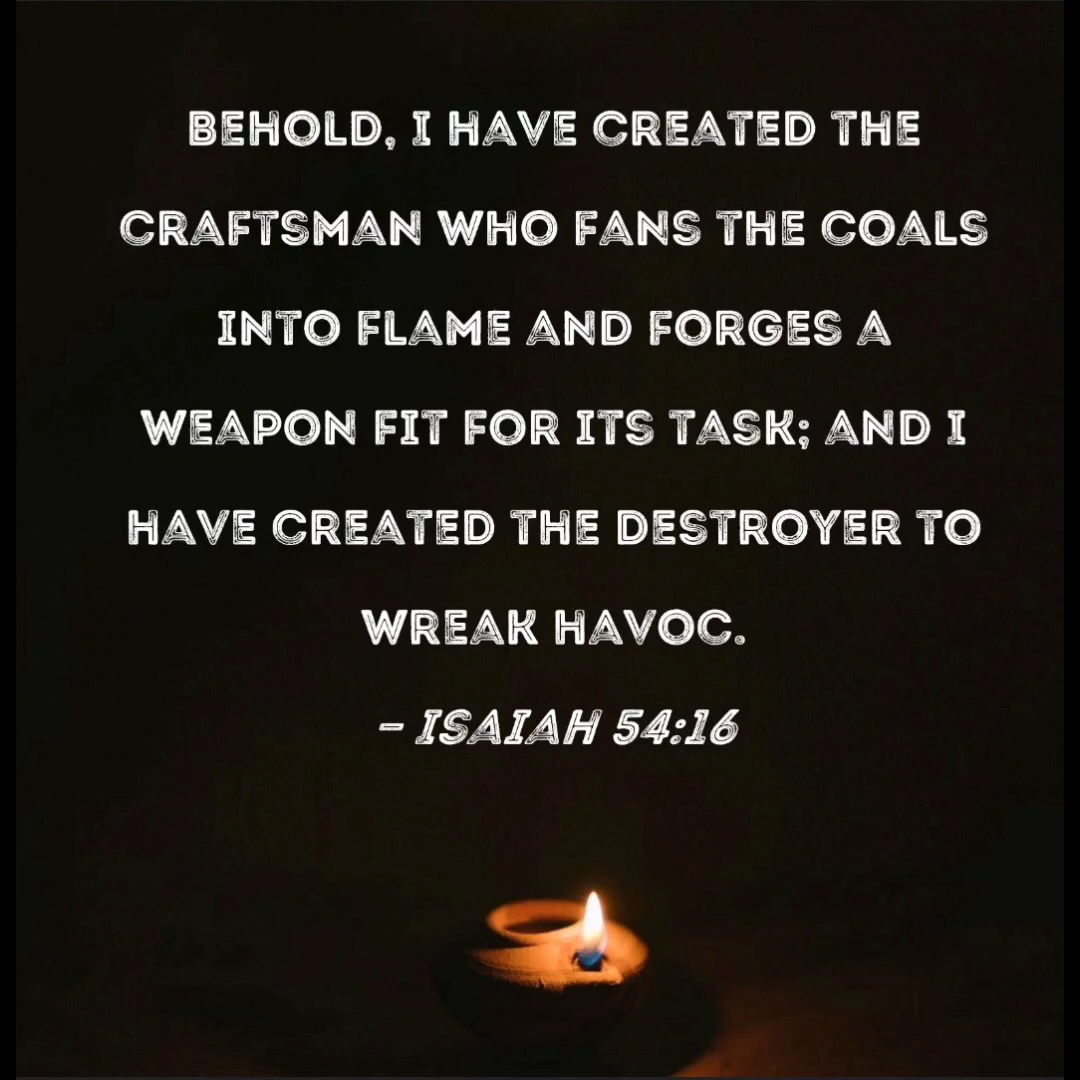 BEHOLD, I HAVE CREATED THE
CRAFTSMAN WHO FANS THE COALS
INTO FLAME AND FORGES A
WEAPON FIT FOR ITS TASK; AND I
HAVE CREATED THE DESTROYER TO
WREAK HAVOC.
– ISAIAH 54:16